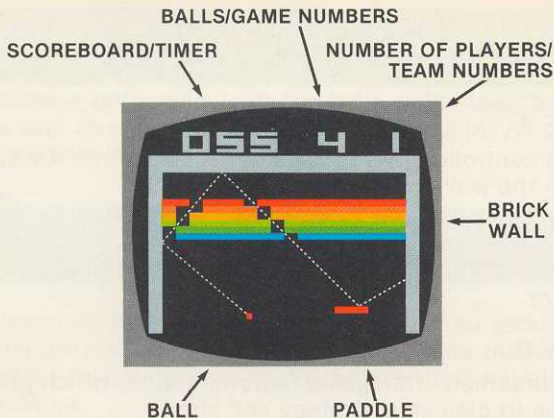 BALLS/GAME NUMBERS
SCOREBOARD/TIMER
NUMBER OF PLAYERS/
TEAM NUMBERS
055 4 1
BRICK
WALL
BALL
PADDLE